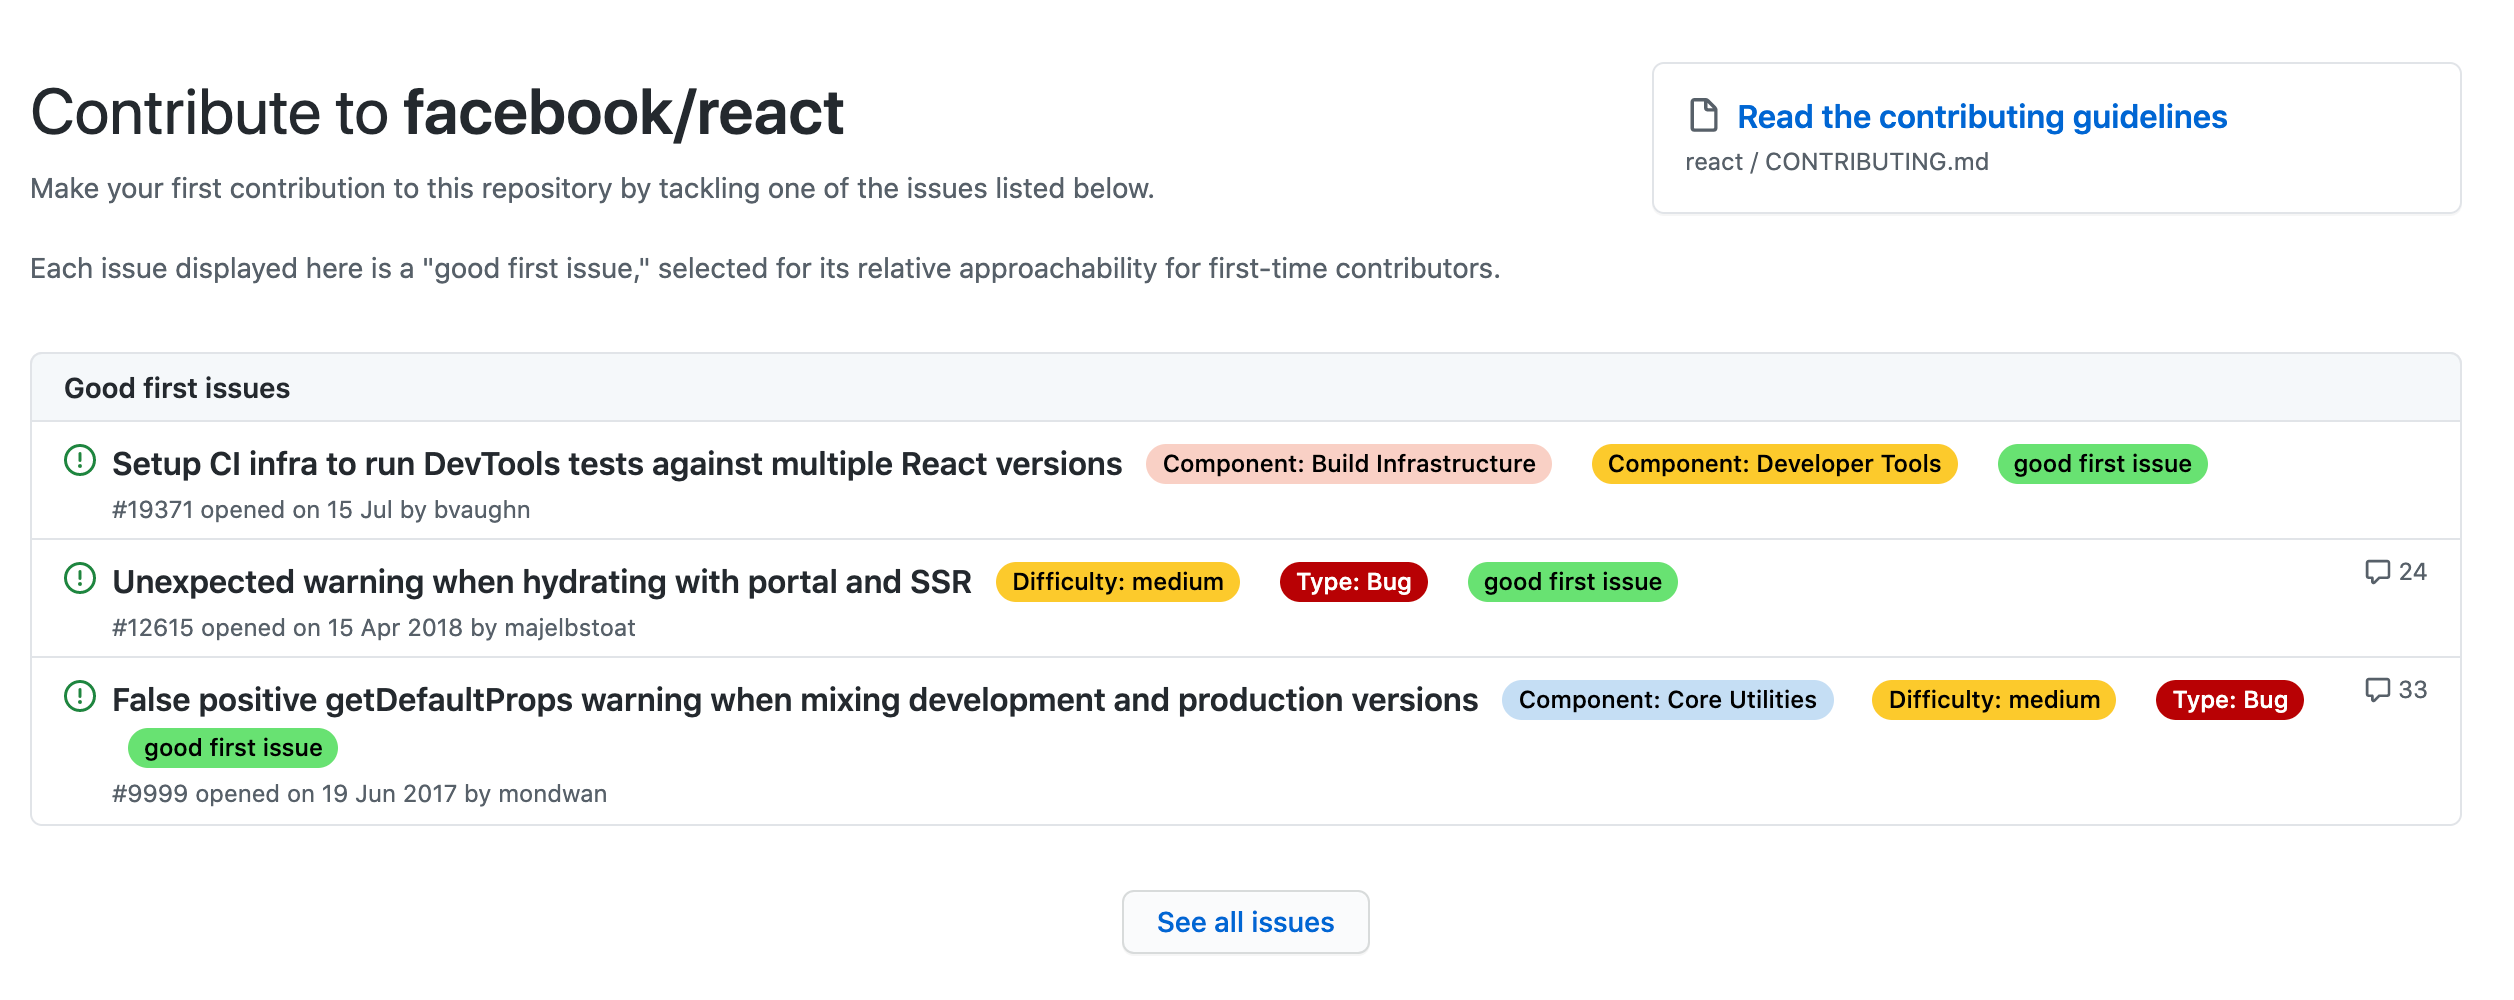 Contribute to facebook/react
Make your first contribution to this repository by tackling one of the issues listed below.
Each issue displayed here is a "good first issue," selected for its relative approachability for first-time contributors.
Read the contributing guidelines
react / CONTRIBUTING.md
Good first issues
Setup CI infra to run DevTools tests against multiple React versions Component: Build Infrastructure Component: Developer Tools good first issue
#19371 opened on 15 Jul by bvaughn
Unexpected warning when hydrating with portal and SSR Difficulty: medium Type: Bug good first issue 24
#12615 opened on 15 Apr 2018 by majelbstoat
False positive getDefaultProps warning when mixing development and production versions Component: Core Utilities Difficulty: medium Type: Bug 33
good first issue
#9999 opened on 19 Jun 2017 by mondwan
See all issues